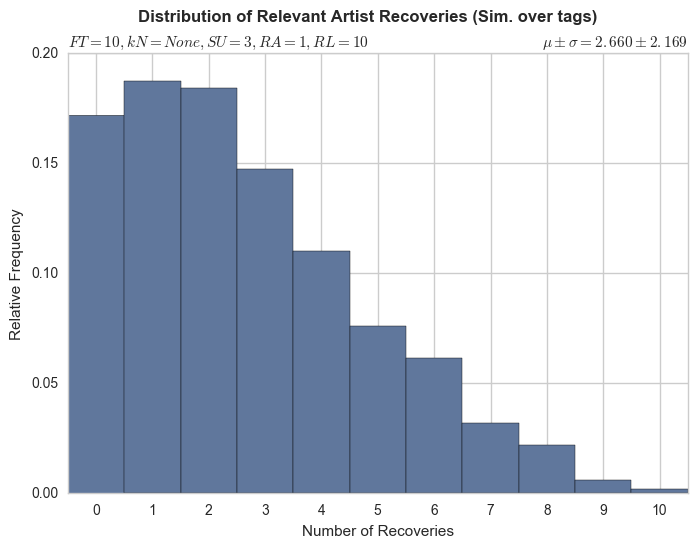 Distribution of Relevant Artist Recoveries (Sim. over tags)
FT = 10, kN = None, SU = 3, RA = 1, RL = 10
μ ± σ = 2.660 ± 2.169
0.20
0.15
0.10
0.05
0.00
Relative Frequency
0 1 2 3 4 5 6 7 8 9 10
Number of Recoveries